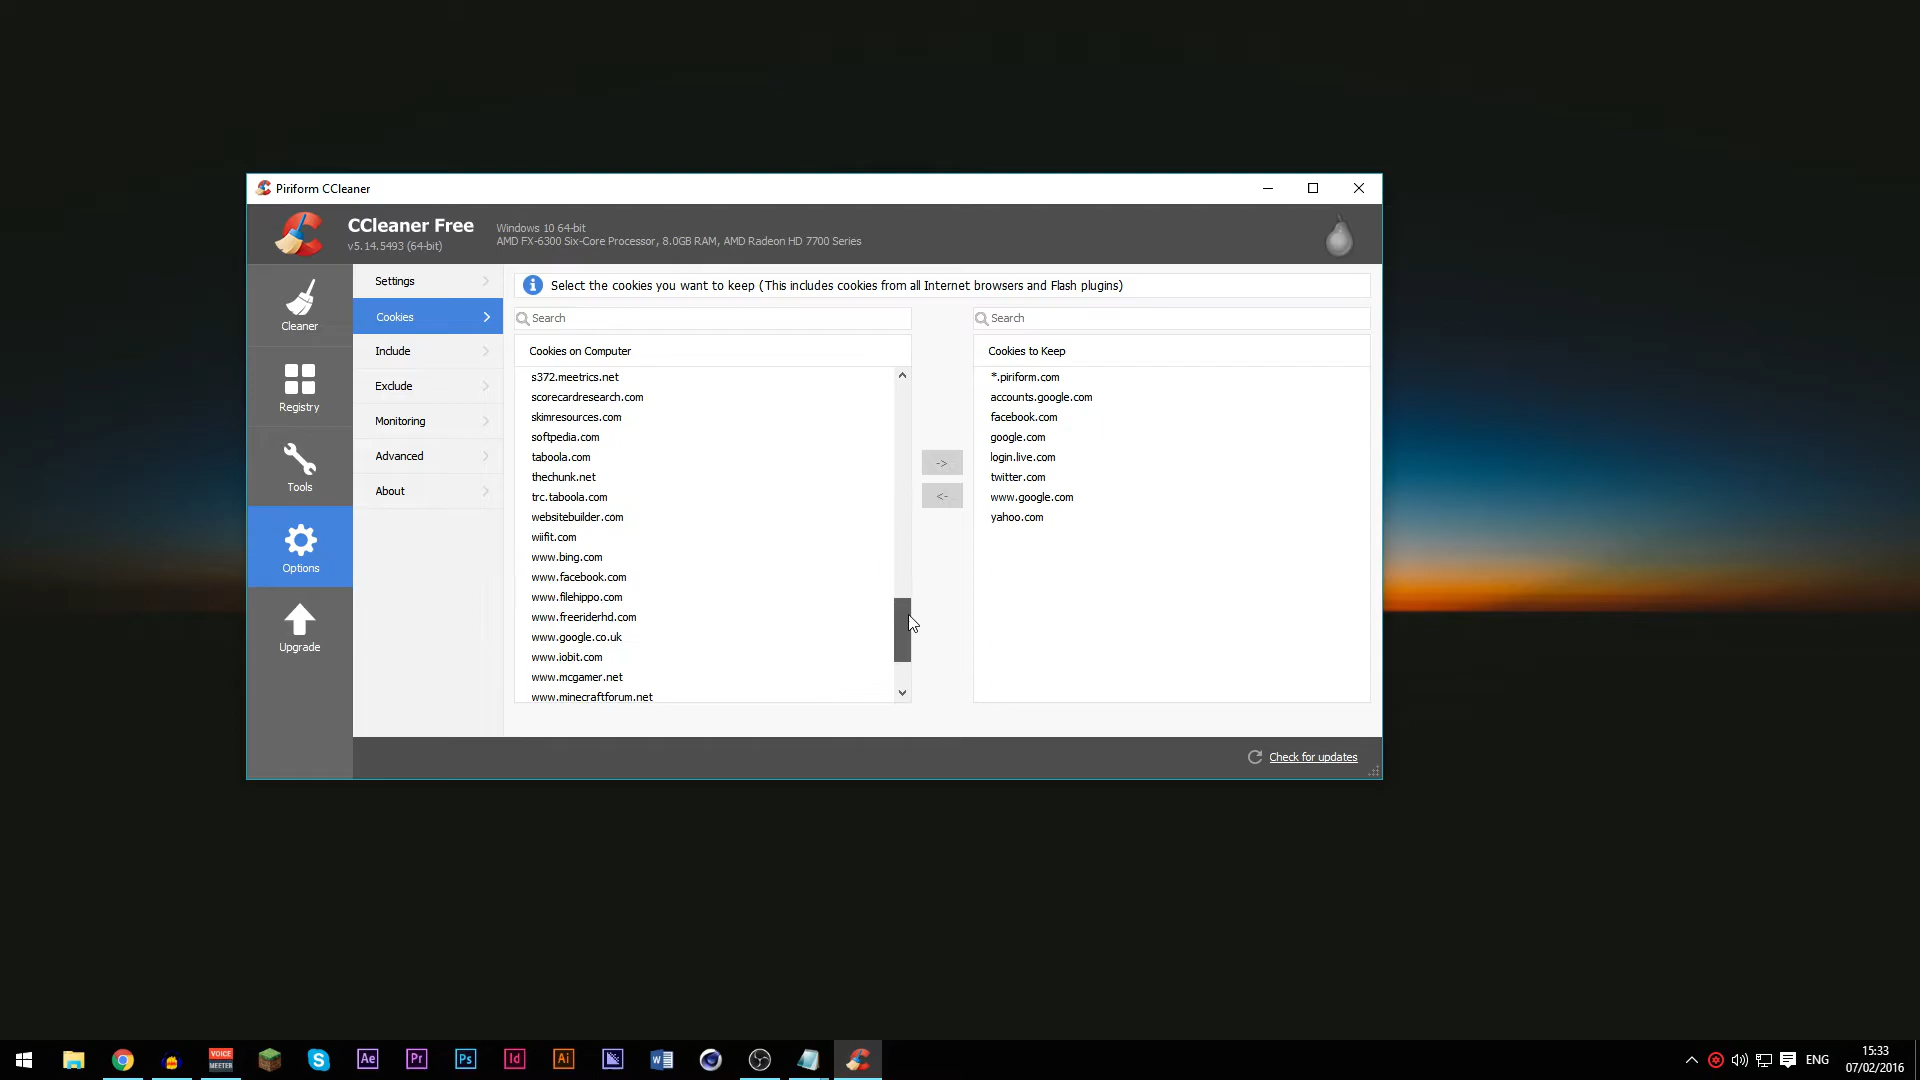 Piriform CCleaner
CCleaner Free
v5.14.5493 (64-bit)
Windows 10 64-bit
AMD FX-6300 Six-Core Processor, 8.0GB RAM, AMD Radeon HD 7700 Series
Cleaner
Registry
Tools
Options
Upgrade
Settings
Cookies
Include
Exclude
Monitoring
Advanced
About
Select the cookies you want to keep (This includes cookies from all Internet browsers and Flash plugins)
Search
Cookies on Computer
s372.meetrics.net
scorecardresearch.com
skimresources.com
softpedia.com
taboola.com
thechunk.net
trc.taboola.com
websitebuilder.com
wiifit.com
www.bing.com
www.facebook.com
www.filehippo.com
www.freeriderhd.com
www.google.co.uk
www.iobit.com
www.mcgamer.net
www.minecraftforum.net
->
<-
Search
Cookies to Keep
*.piriform.com
accounts.google.com
facebook.com
google.com
login.live.com
twitter.com
www.google.com
yahoo.com
Check for updates
VOICE
MEETER
Ae
Pr
Ps
Id
Ai
ENG
15:33
07/02/2016